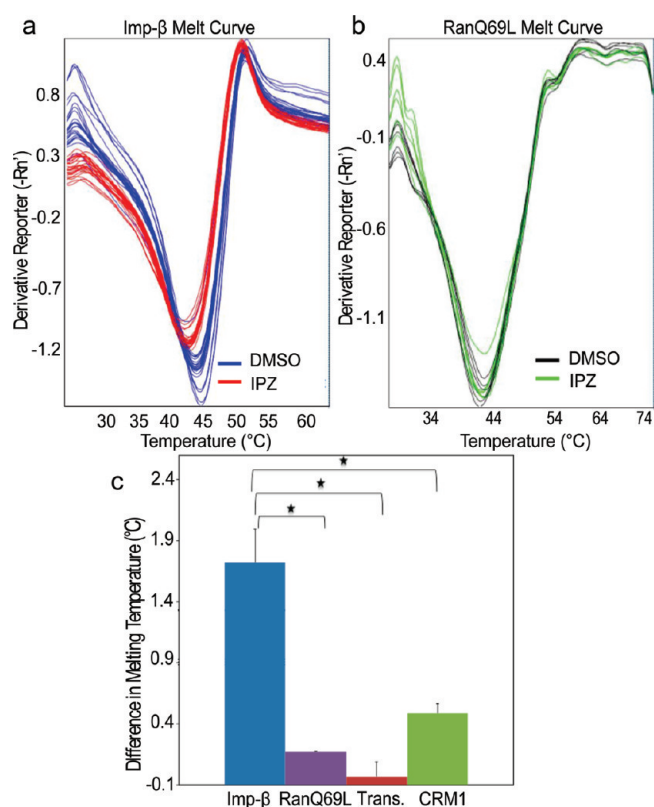 a
Imp-β Melt Curve
Derivative Reporter (-Rn')
0.8
0.3
-0.2
-0.7
-1.2
DMSO
IPZ
25 30 35 40 45 50 55 60
Temperature (°C)
b
RanQ69L Melt Curve
Derivative Reporter (-Rn')
0.4
-0.1
-0.6
-1.1
DMSO
IPZ
34 44 54 64 74
Temperature (°C)
c
Difference in Melting Temperature (°C)
2.4
1.9
1.4
0.9
0.4
-0.1
Imp-β RanQ69L Trans. CRM1